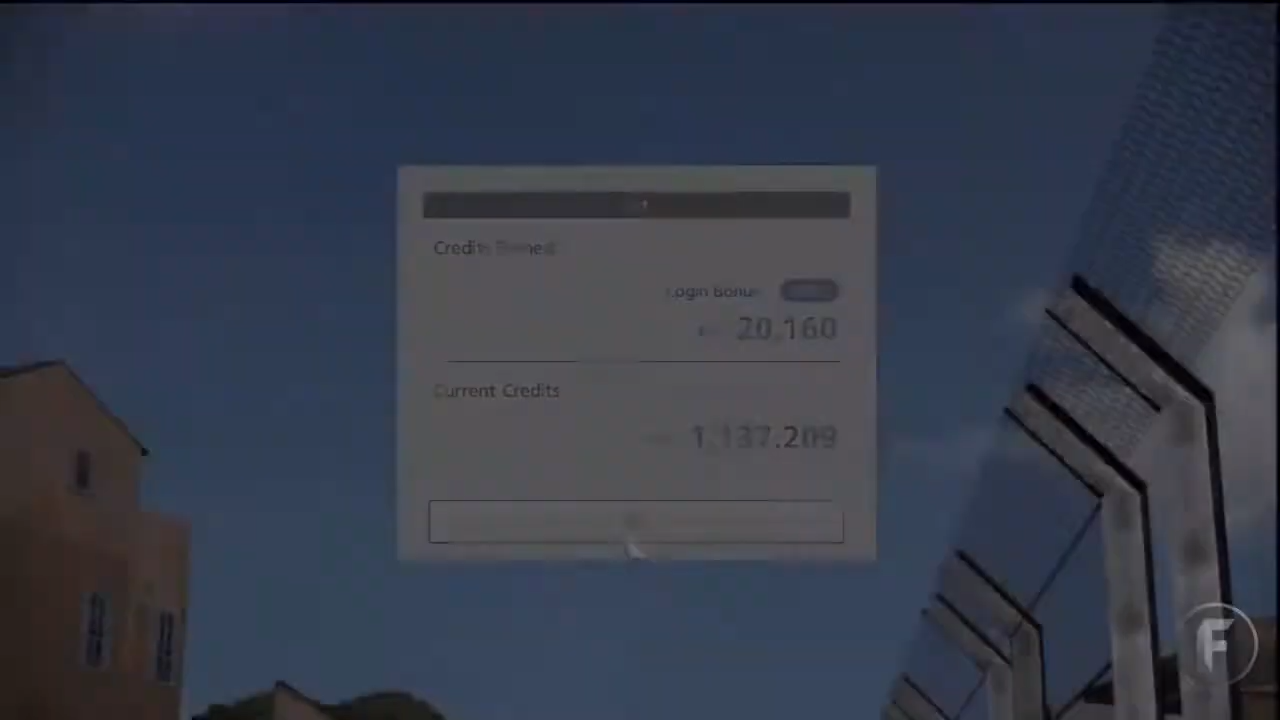 Credits Earned
Login Bonus
20,160
Current Credits
1,137,209
F